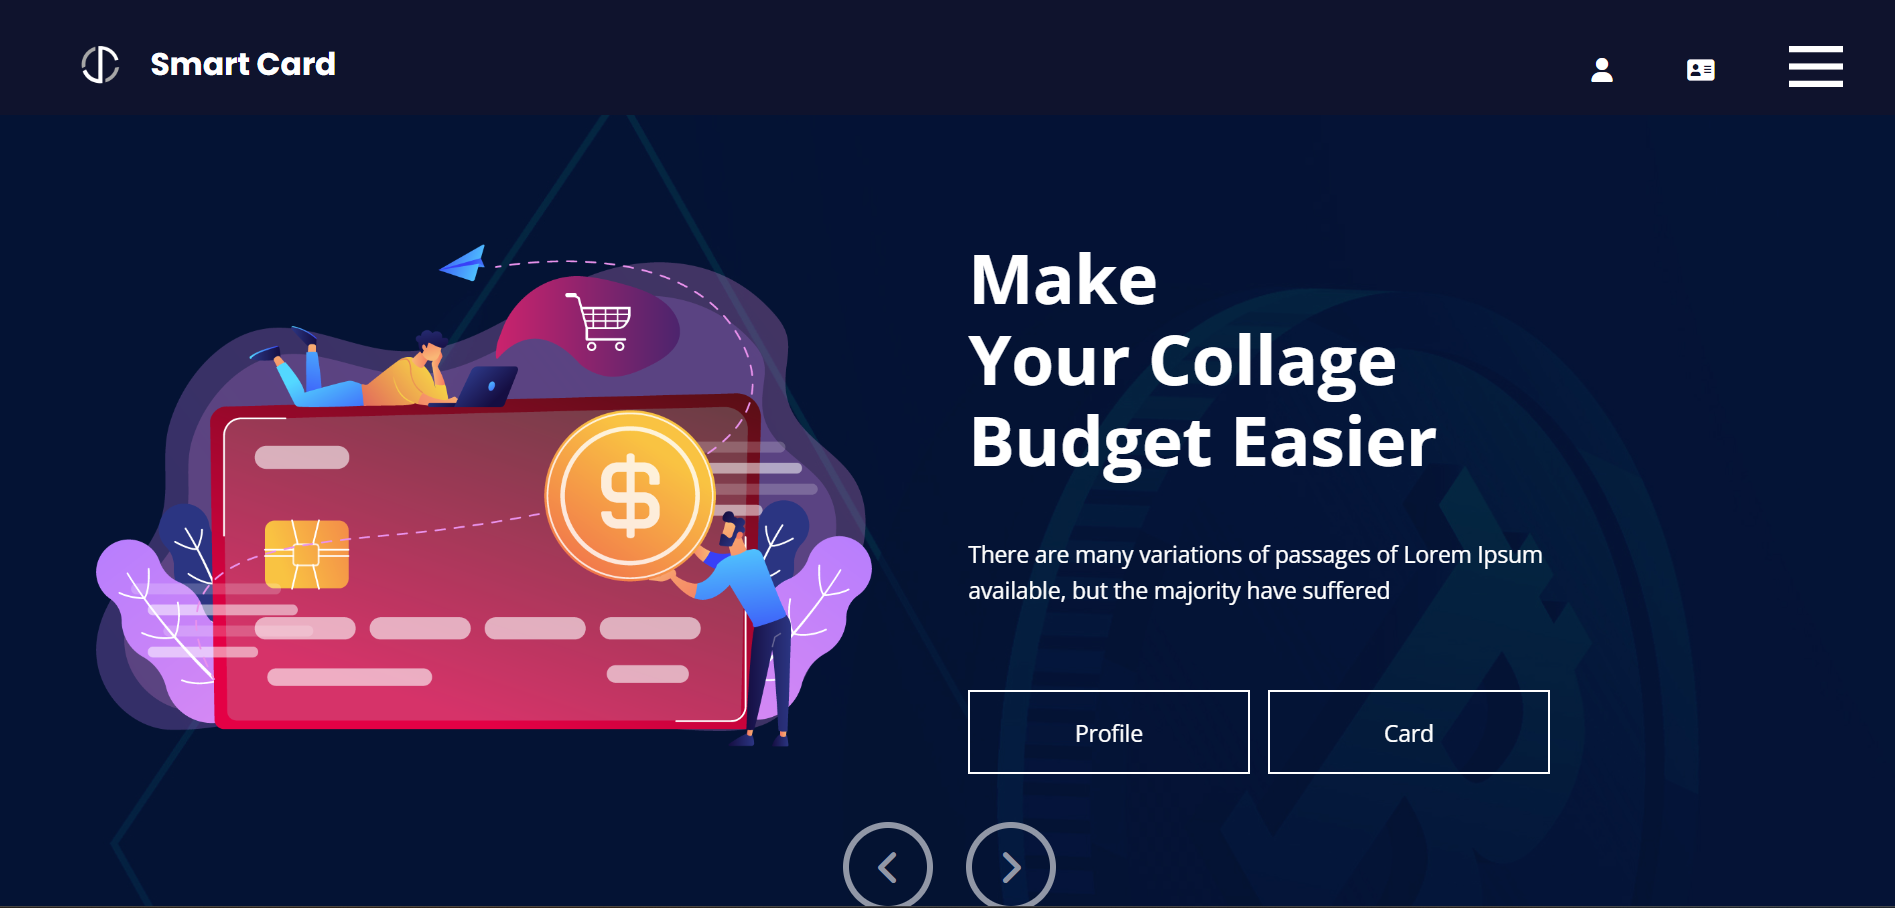 Smart Card
Make
Your Collage
Budget Easier
There are many variations of passages of Lorem Ipsum
available, but the majority have suffered
Profile
Card